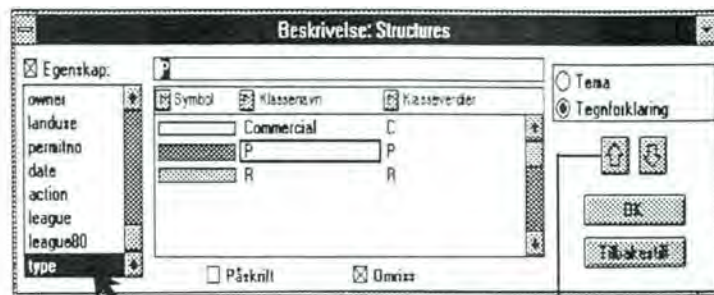 Beskrivelse: Structures
Egenskap:
P
owner
landuse
permitno
date
action
league
league80
type
Symbol Klassenavn Klasseverdier
Commercial C
P P
R R
Påskrift Omriss
Tema
Tegnforklaring
OK
Tilbakestill